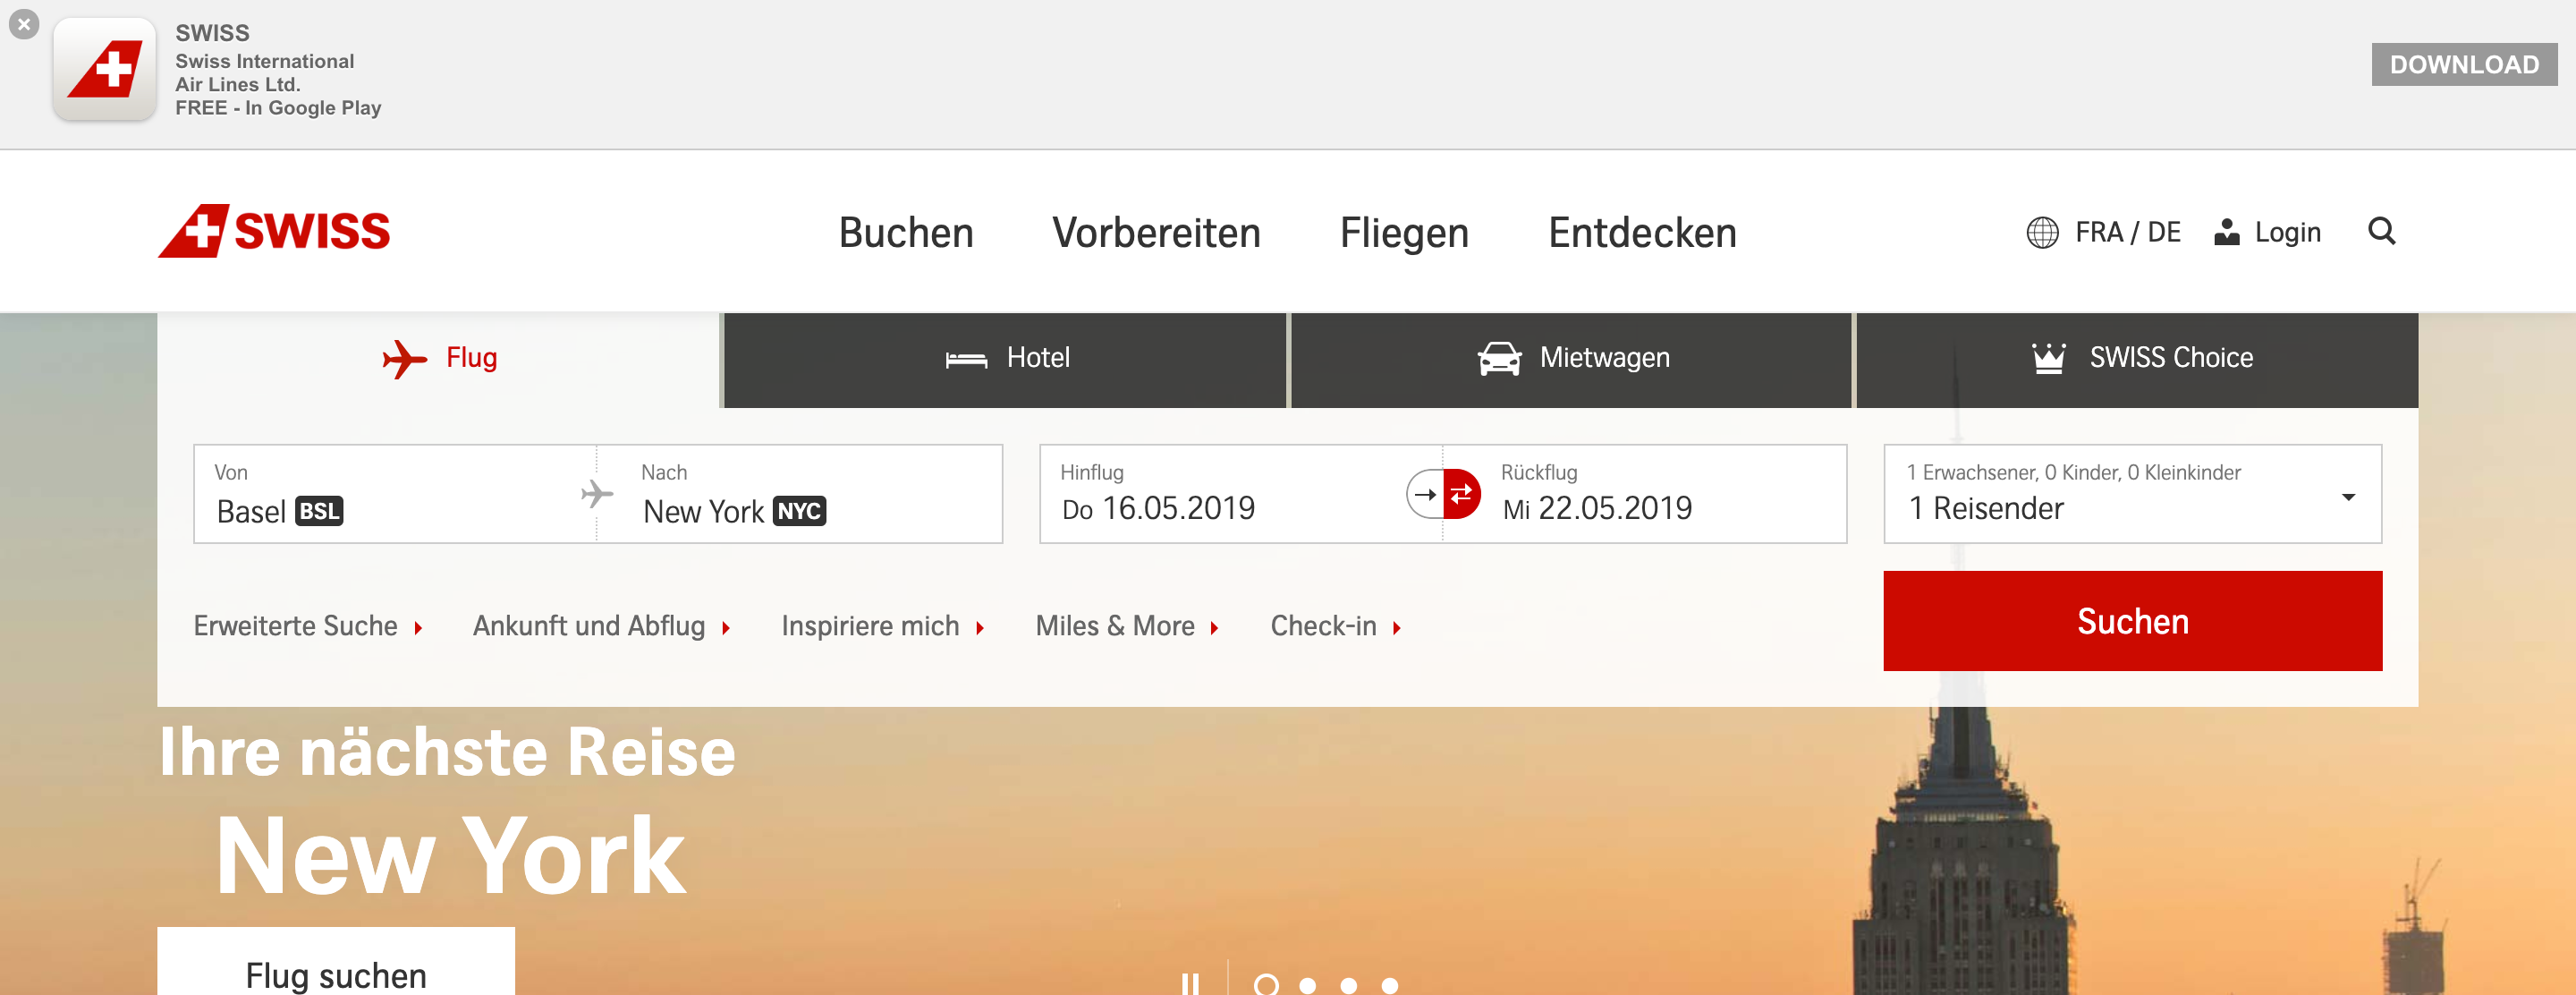 SWISS
Swiss International
Air Lines Ltd.
FREE - In Google Play
DOWNLOAD
SWISS
Buchen
Vorbereiten
Fliegen
Entdecken
FRA / DE
Login
Flug
Hotel
Mietwagen
SWISS Choice
Von
Basel BSL
Nach
New York NYC
Hinflug
Do 16.05.2019
Rückflug
Mi 22.05.2019
1 Erwachsener, 0 Kinder, 0 Kleinkinder
1 Reisender
Erweiterte Suche
Ankunft und Abflug
Inspiriere mich
Miles & More
Check-in
Suchen
Ihre nächste Reise
New York
Flug suchen